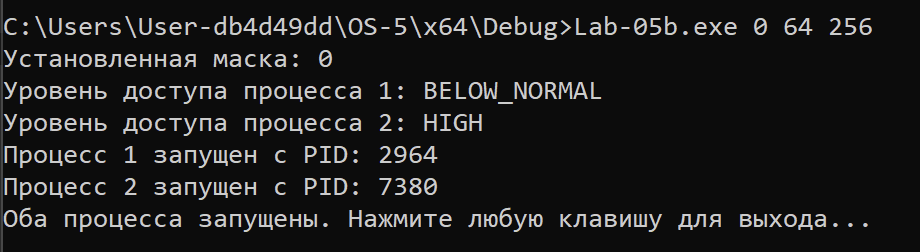 C:\Users\User-db4d49dd\OS-5\x64\Debug>Lab-05b.exe 0 64 256
Установленная маска: 0
Уровень доступа процесса 1: BELOW_NORMAL
Уровень доступа процесса 2: HIGH
Процесс 1 запущен с PID: 2964
Процесс 2 запущен с PID: 7380
Оба процесса запущены. Нажмите любую клавишу для выхода...